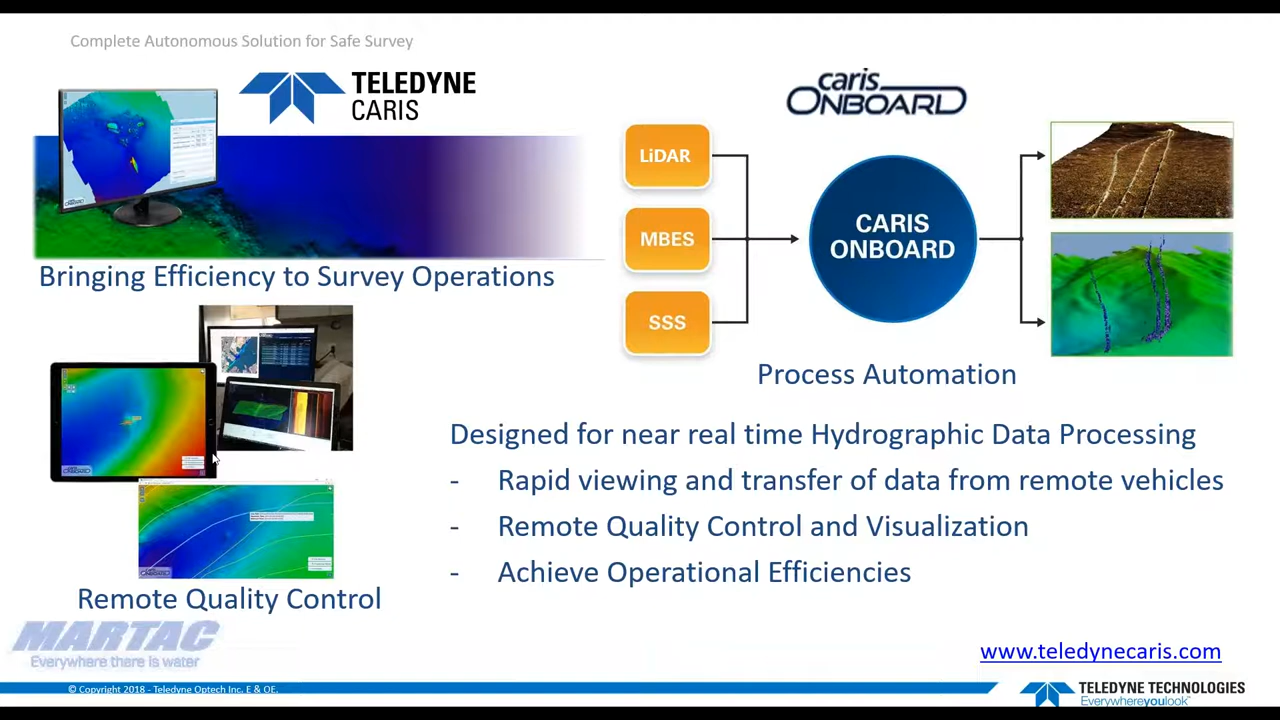 Complete Autonomous Solution for Safe Survey
TELEDYNE
CARIS
Bringing Efficiency to Survey Operations
caris
ONBOARD
LiDAR
MBES
SSS
CARIS
ONBOARD
Process Automation
Remote Quality Control
Designed for near real time Hydrographic Data Processing
- Rapid viewing and transfer of data from remote vehicles
- Remote Quality Control and Visualization
- Achieve Operational Efficiencies
MARTAC
Everywhere there is water
www.teledynecaris.com
© Copyright 2018 - Teledyne Optech Inc. E & OE.
TELEDYNE TECHNOLOGIES
Everywhereyoulook™